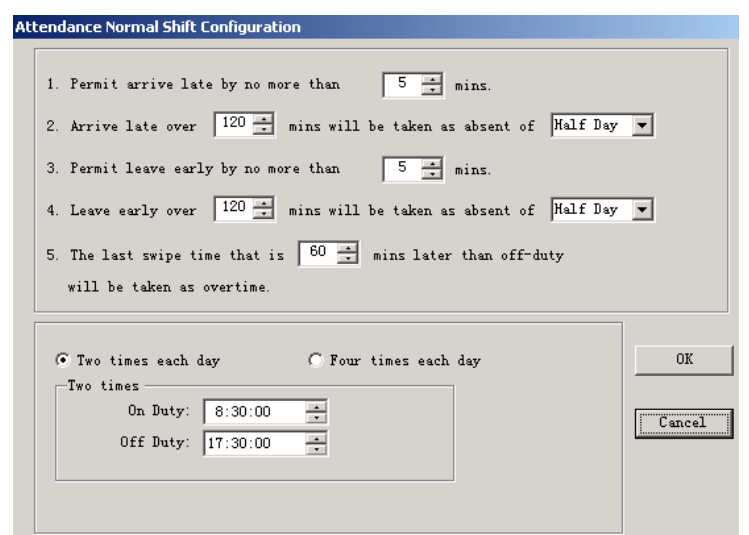 Attendance Normal Shift Configuration
1. Permit arrive late by no more than 5 mins.
2. Arrive late over 120 mins will be taken as absent of Half Day
3. Permit leave early by no more than 5 mins.
4. Leave early over 120 mins will be taken as absent of Half Day
5. The last swipe time that is 60 mins later than off-duty
will be taken as overtime.
Two times each day Four times each day
OK
Two times
On Duty: 8:30:00
Cancel
Off Duty: 17:30:00